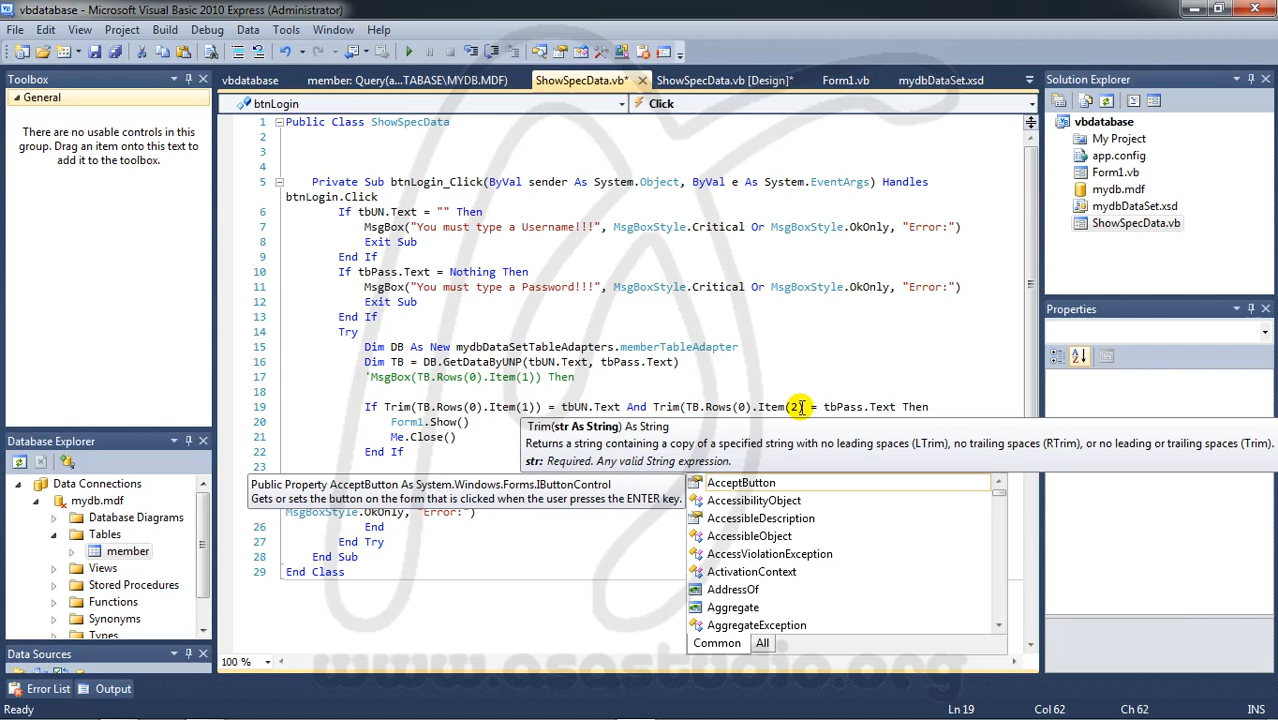 vbdatabase - Microsoft Visual Basic 2010 Express (Administrator)
File Edit View Project Build Debug Data Tools Window Help
Toolbox
General
There are no usable controls in this
group. Drag an item onto this text to
add it to the toolbox.
Database Explorer
Data Connections
mydb.mdf
Database Diagrams
Tables
member
Views
Stored Procedures
Functions
Synonyms
Types
Data Sources
Error List Output
vbdatabase member: Query(a...TABASE\MYDB.MDF) ShowSpecData.vb* ShowSpecData.vb [Design]* Form1.vb mydbDataSet.xsd
btnLogin Click
1 Public Class ShowSpecData
2
3
4
5 Private Sub btnLogin_Click(ByVal sender As System.Object, ByVal e As System.EventArgs) Handles
btnLogin.Click
6 If tbUN.Text = "" Then
7 MsgBox("You must type a Username!!!", MsgBoxStyle.Critical Or MsgBoxStyle.OkOnly, "Error:")
8 Exit Sub
9 End If
10 If tbPass.Text = Nothing Then
11 MsgBox("You must type a Password!!!", MsgBoxStyle.Critical Or MsgBoxStyle.OkOnly, "Error:")
12 Exit Sub
13 End If
14 Try
15 Dim DB As New mydbDataSetTableAdapters.memberTableAdapter
16 Dim TB = DB.GetDataByUNP(tbUN.Text, tbPass.Text)
17 'MsgBox(TB.Rows(0).Item(1)) Then
18
19 If Trim(TB.Rows(0).Item(1)) = tbUN.Text And Trim(TB.Rows(0).Item(2) = tbPass.Text Then
20 Form1.Show()
21 Me.Close()
22 End If
23
MsgBoxStyle.OkOnly, "Error:")
26 End
27 End Try
28 End Sub
29 End Class
Trim(str As String) As String
Returns a string containing a copy of a specified string with no leading spaces (LTrim), no trailing spaces (RTrim), or no leading or trailing spaces (Trim).
str: Required. Any valid String expression.
Public Property AcceptButton As System.Windows.Forms.IButtonControl
Gets or sets the button on the form that is clicked when the user presses the ENTER key.
AcceptButton
AccessibilityObject
AccessibleDescription
AccessibleObject
AccessViolationException
ActivationContext
AddressOf
Aggregate
AggregateException
Common All
100 %
Solution Explorer
vbdatabase
My Project
app.config
Form1.vb
mydb.mdf
mydbDataSet.xsd
ShowSpecData.vb
Properties
www.osostudio.org
Ln 19 Col 62 Ch 62 INS